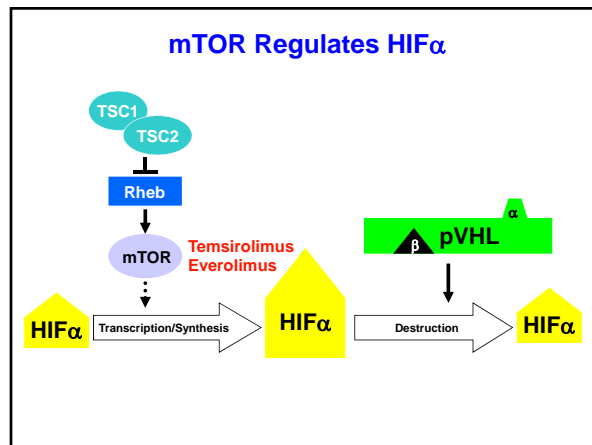 mTOR Regulates HIFα
TSC1
TSC2
Rheb
mTOR
Temsirolimus
Everolimus
α
β
pVHL
HIFα
Transcription/Synthesis
HIFα
Destruction
HIFα